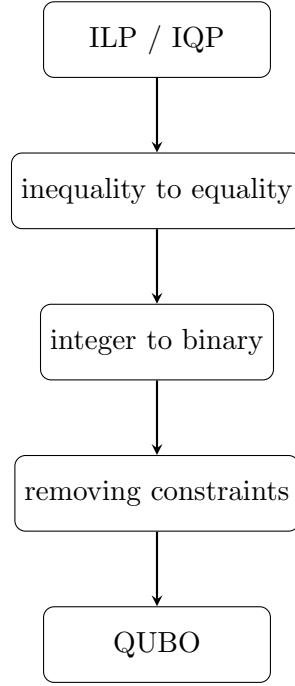 ILP / IQP
inequality to equality
integer to binary
removing constraints
QUBO